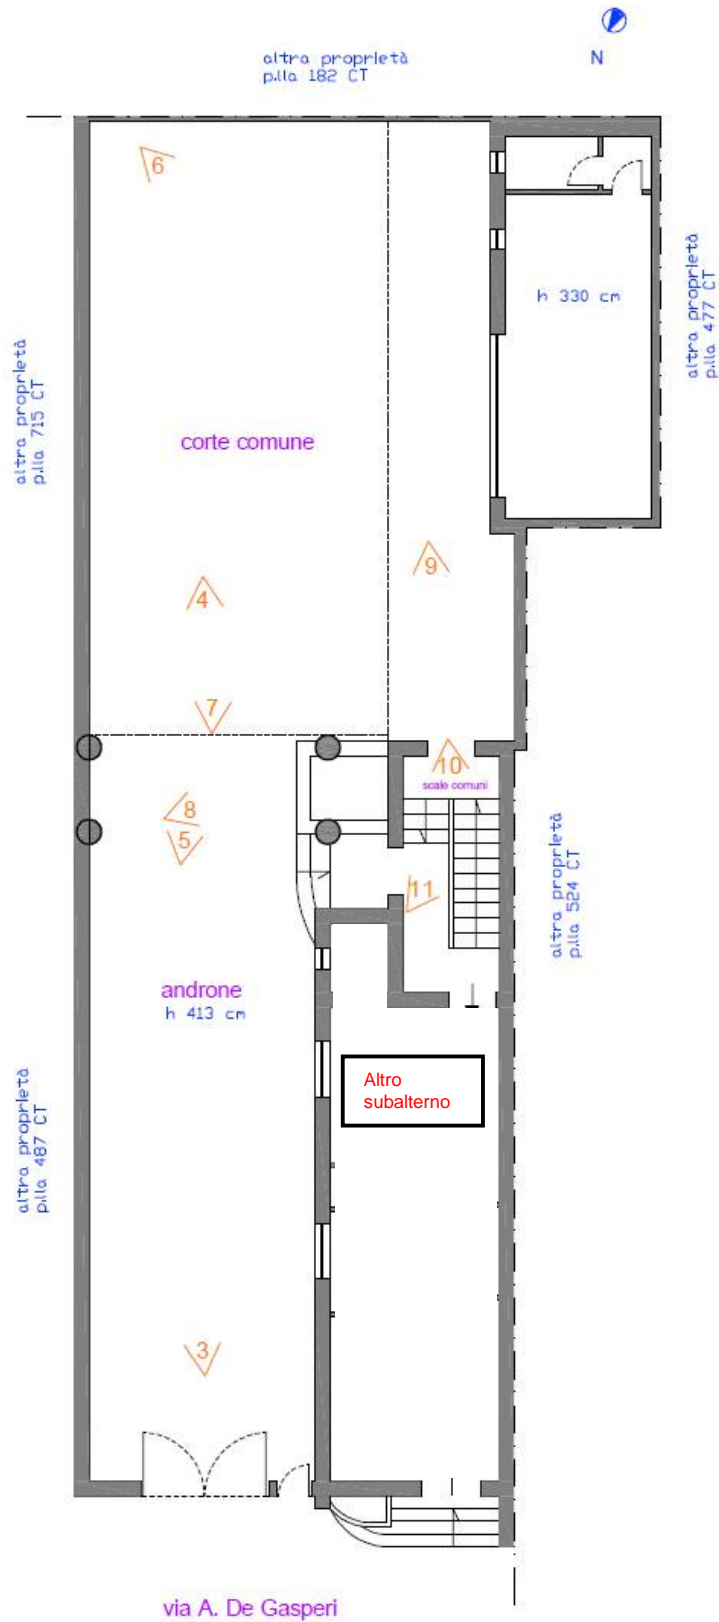 altra proprietà
p.lla 182 CT
N
6
h 330 cm
altra proprietà
p.lla 477 CT
altra proprietà
p.lla 715 CT
corte comune
9
4
7
10
scale comuni
8
5
altra proprietà
p.lla 524 CT
11
androne
h 413 cm
Altro
subalterno
altra proprietà
p.lla 487 CT
3
via A. De Gasperi